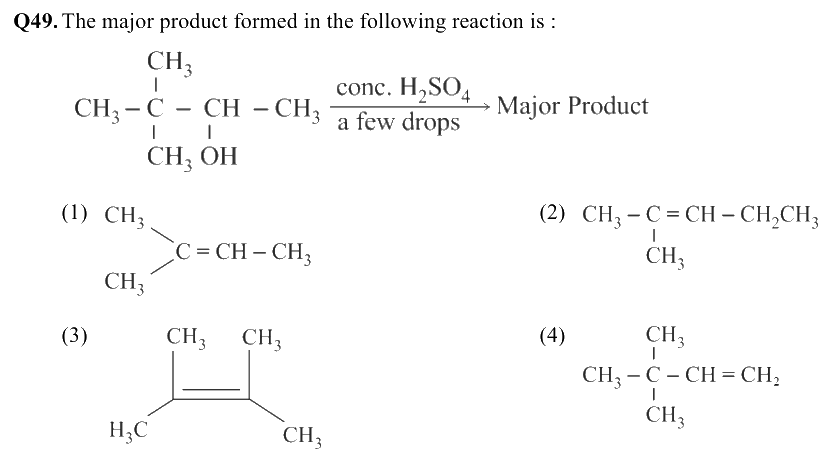 Q49. The major product formed in the following reaction is :
CH₃
CH₃ – C – CH – CH₃ conc. H₂SO₄ a few drops → Major Product
CH₃ OH
(1) CH₃ C = CH – CH₃ CH₃
(2) CH₃ – C = CH – CH₂CH₃ CH₃
(3) CH₃ CH₃ H₃C CH₃
(4) CH₃ CH₃ – C – CH = CH₂ CH₃